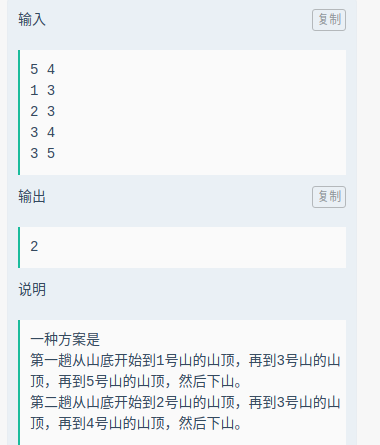 输入
复制
5 4
1 3
2 3
3 4
3 5
输出
复制
2
说明
一种方案是
第一趟从山底开始到1号山的山顶，再到3号山的山
顶，再到5号山的山顶，然后下山。
第二趟从山底开始到2号山的山顶，再到3号山的山
顶，再到4号山的山顶，然后下山。